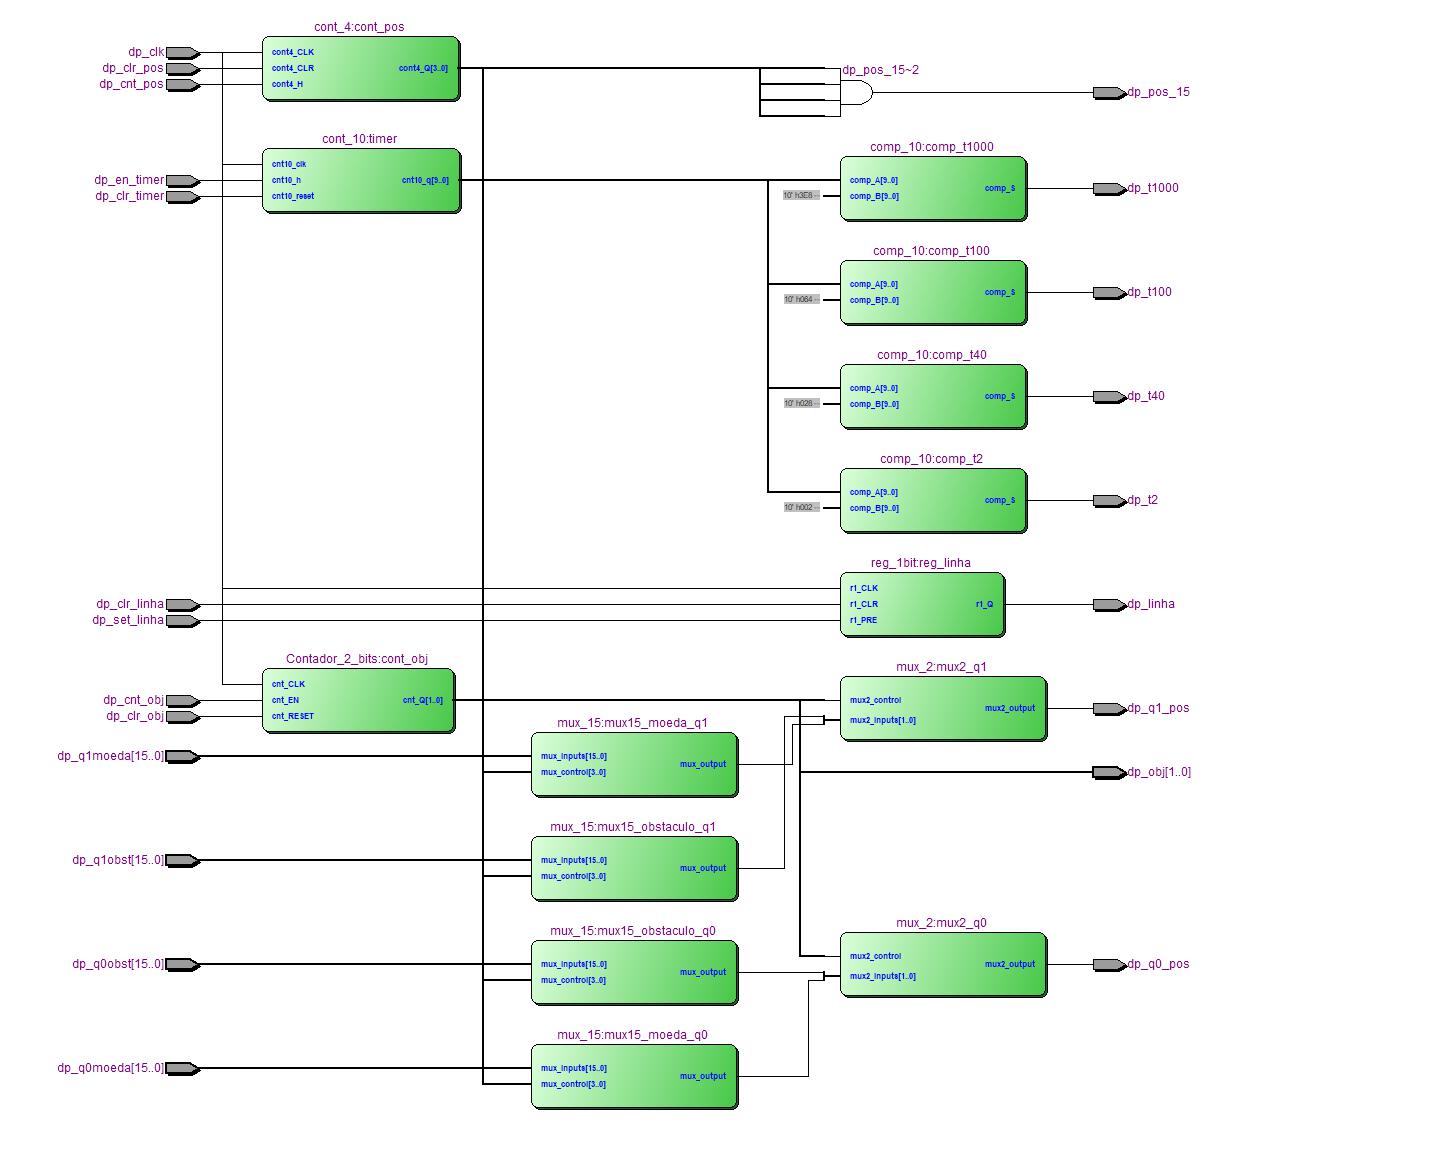 cont_4:cont_pos
dp_clk
dp_clr_pos
dp_cnt_pos
cont4_CLK
cont4_CLR
cont4_H
cont4_Q[3..0]
dp_pos_15~2
dp_pos_15
cont_10:timer
dp_en_timer
dp_clr_timer
cnt10_clk
cnt10_h
cnt10_reset
cnt10_q[9..0]
comp_10:comp_t1000
10' h3E8 --
comp_A[9..0]
comp_B[9..0]
comp_S
dp_t1000
comp_10:comp_t100
10' h064 --
comp_A[9..0]
comp_B[9..0]
comp_S
dp_t100
comp_10:comp_t40
10' h028 --
comp_A[9..0]
comp_B[9..0]
comp_S
dp_t40
comp_10:comp_t2
10' h002 --
comp_A[9..0]
comp_B[9..0]
comp_S
dp_t2
reg_1bit:reg_linha
dp_clr_linha
dp_set_linha
r1_CLK
r1_CLR
r1_PRE
r1_Q
dp_linha
Contador_2_bits:cont_obj
dp_cnt_obj
dp_clr_obj
cnt_CLK
cnt_EN
cnt_RESET
cnt_Q[1..0]
mux_2:mux2_q1
mux2_control
mux2_inputs[1..0]
mux2_output
dp_q1_pos
mux_15:mux15_moeda_q1
dp_q1moeda[15..0]
mux_inputs[15..0]
mux_control[3..0]
mux_output
dp_obj[1..0]
mux_15:mux15_obstaculo_q1
dp_q1obst[15..0]
mux_inputs[15..0]
mux_control[3..0]
mux_output
mux_15:mux15_obstaculo_q0
dp_q0obst[15..0]
mux_inputs[15..0]
mux_control[3..0]
mux_output
mux_2:mux2_q0
mux2_control
mux2_inputs[1..0]
mux2_output
dp_q0_pos
mux_15:mux15_moeda_q0
dp_q0moeda[15..0]
mux_inputs[15..0]
mux_control[3..0]
mux_output